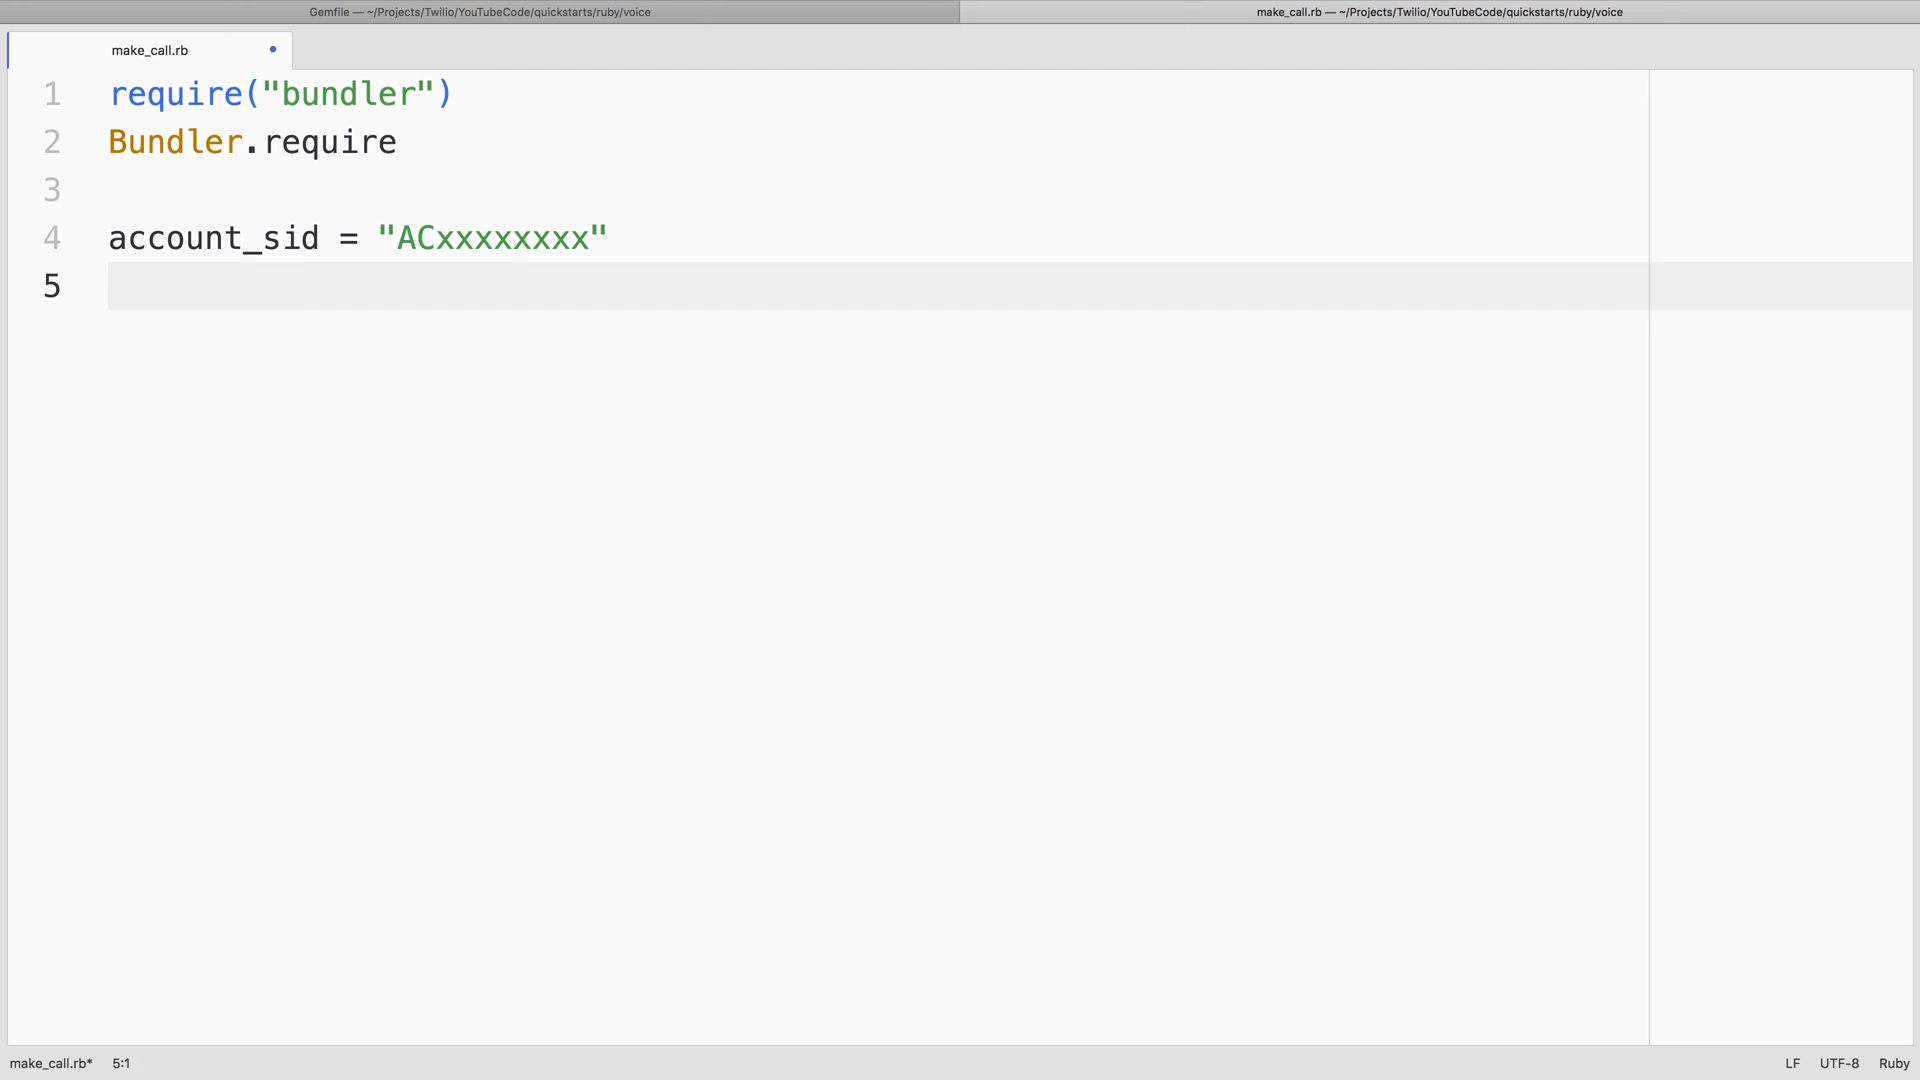 Gemfile — ~/Projects/Twilio/YouTubeCode/quickstarts/ruby/voice
make_call.rb — ~/Projects/Twilio/YouTubeCode/quickstarts/ruby/voice
make_call.rb
1 require("bundler")
2 Bundler.require
3
4 account_sid = "ACxxxxxxxx"
5
make_call.rb* 5:1
LF UTF-8 Ruby